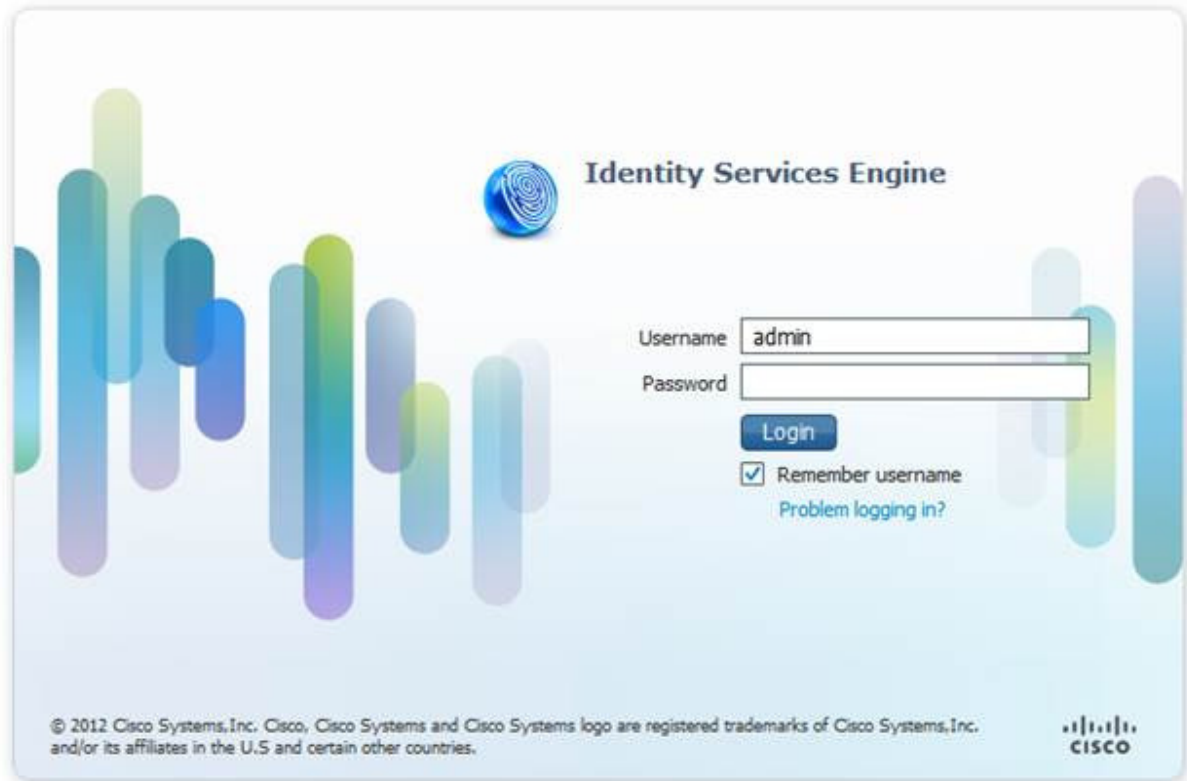 Identity Services Engine
Username admin
Password
Login
Remember username
Problem logging in?
© 2012 Cisco Systems,Inc. Cisco, Cisco Systems and Cisco Systems logo are registered trademarks of Cisco Systems,Inc.
and/or its affiliates in the U.S and certain other countries.
CISCO